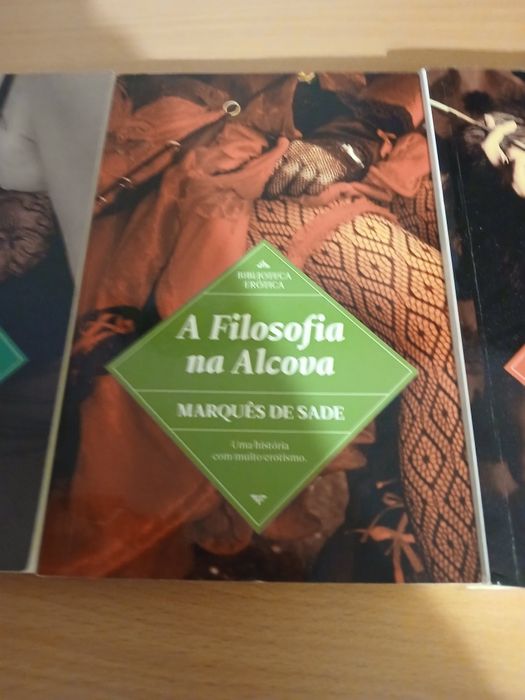 BIBLIOTECA
ERÓTICA
A Filosofia
na Alcova
MARQUÊS DE SADE
Uma história
com muito erotismo.